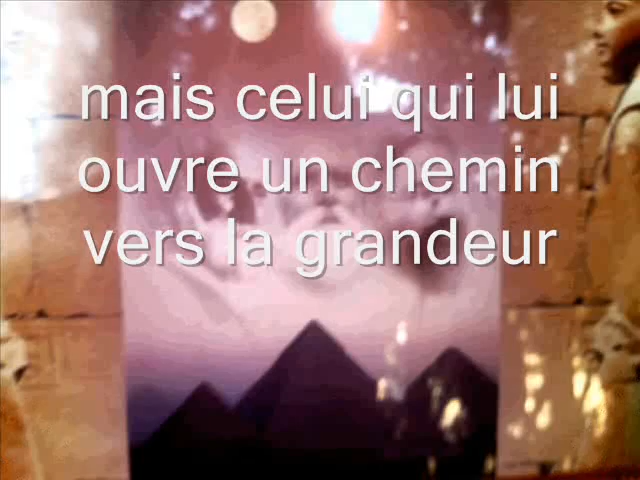 mais celui qui lui
ouvre un chemin
vers la grandeur